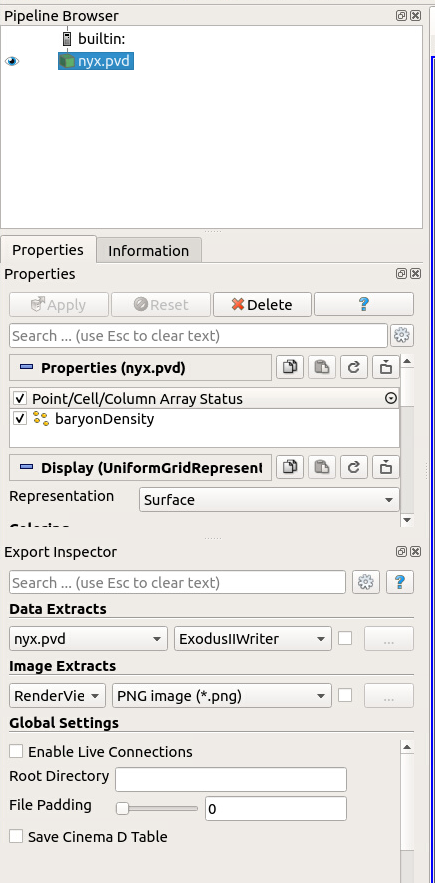 Pipeline Browser
builtin:
nyx.pvd
Properties Information
Properties
Apply Reset Delete ?
Search ... (use Esc to clear text)
Properties (nyx.pvd)
Point/Cell/Column Array Status
baryonDensity
Display (UniformGridRepresent
Representation Surface
Coloring
Export Inspector
Search ... (use Esc to clear text) ?
Data Extracts
nyx.pvd ExodusIIWriter ...
Image Extracts
RenderVie PNG image (*.png) ...
Global Settings
Enable Live Connections
Root Directory
File Padding 0
Save Cinema D Table